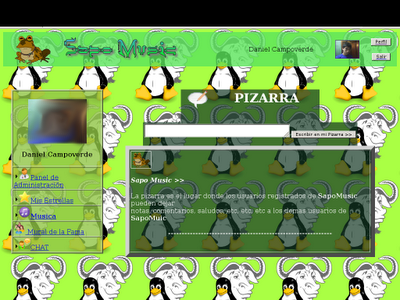 Sapo Music
Daniel Campoverde
Perfil
Salir
PIZARRA
Escribir en mi Pizarra >>
Daniel Campoverde
Panel de
Administración
Mis Estrellas
Musica
Mural de la Fama
CHAT
Sapo Music >>
La pizarra es el lugar donde los usuarios registrados de SapoMusic
pueden dejar
notas,comentarios, saludos, etc, etc, etc a los demas usuarios de
SapoMuic